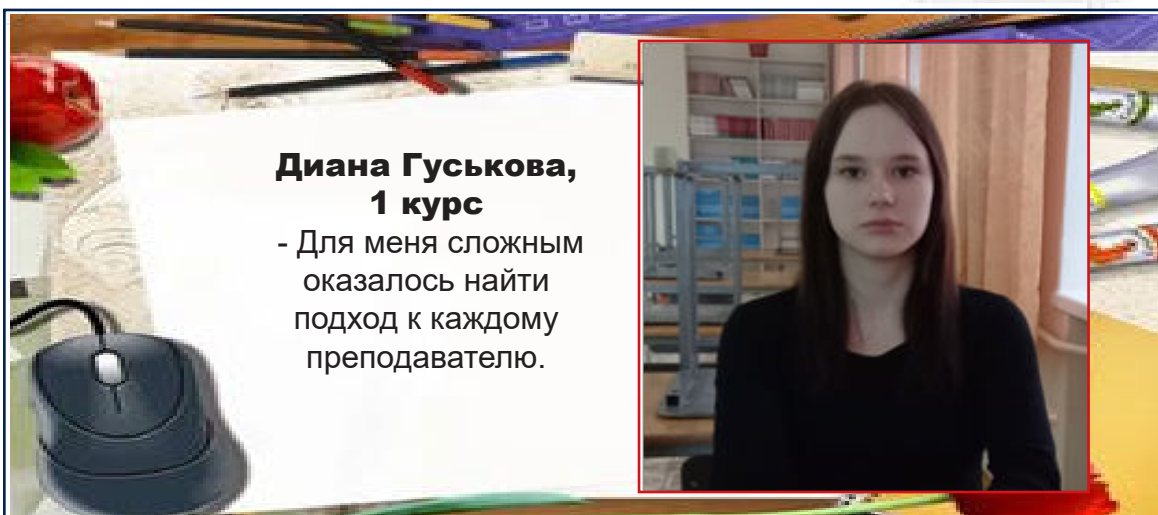 Диана Гуськова,
1 курс
- Для меня сложным
оказалось найти
подход к каждому
преподавателю.